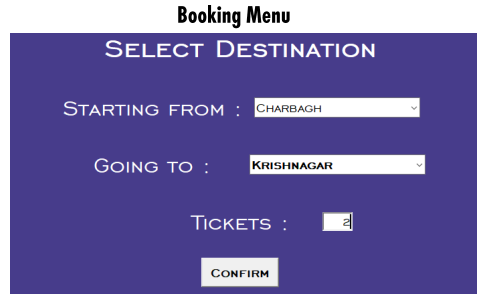 Booking Menu
Select Destination
Starting from : Charbagh
Going to : Krishnagar
Tickets : 2
Confirm